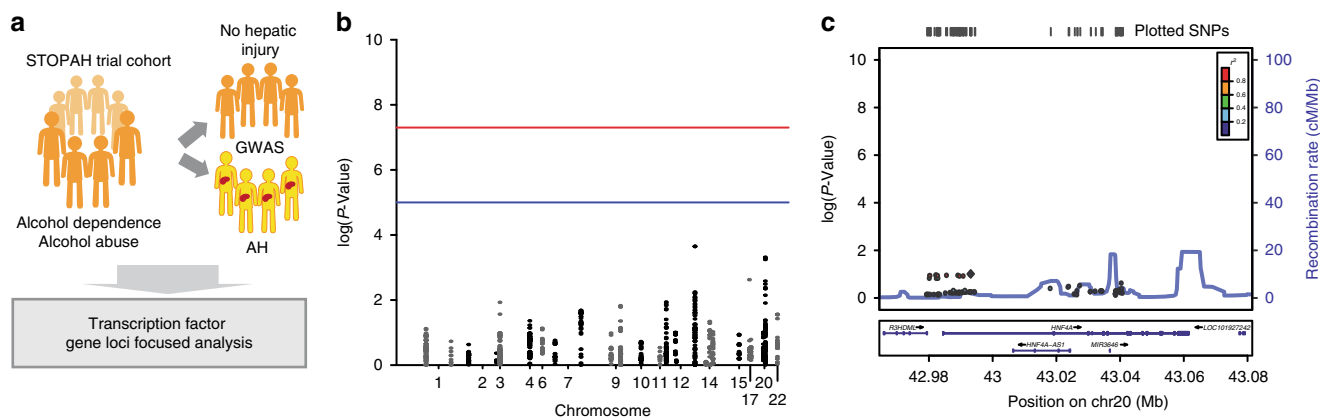 a
STOPAH trial cohort
Alcohol dependence
Alcohol abuse
No hepatic
injury
GWAS
AH
Transcription factor
gene loci focused analysis
b
10
8
6
4
2
0
log(P-Value)
1 2 3 4 6 7 9 10 11 12 14 15 17 20 22
Chromosome
c
Plotted SNPs
10
8
6
4
2
0
log(P-Value)
r²
0.8
0.6
0.4
0.2
100
80
60
40
20
0
Recombination rate (cM/Mb)
R3HDML
HNF4A
LOC101927242
HNF4A-AS1
MIR3646
42.98 43 43.02 43.04 43.06 43.08
Position on chr20 (Mb)